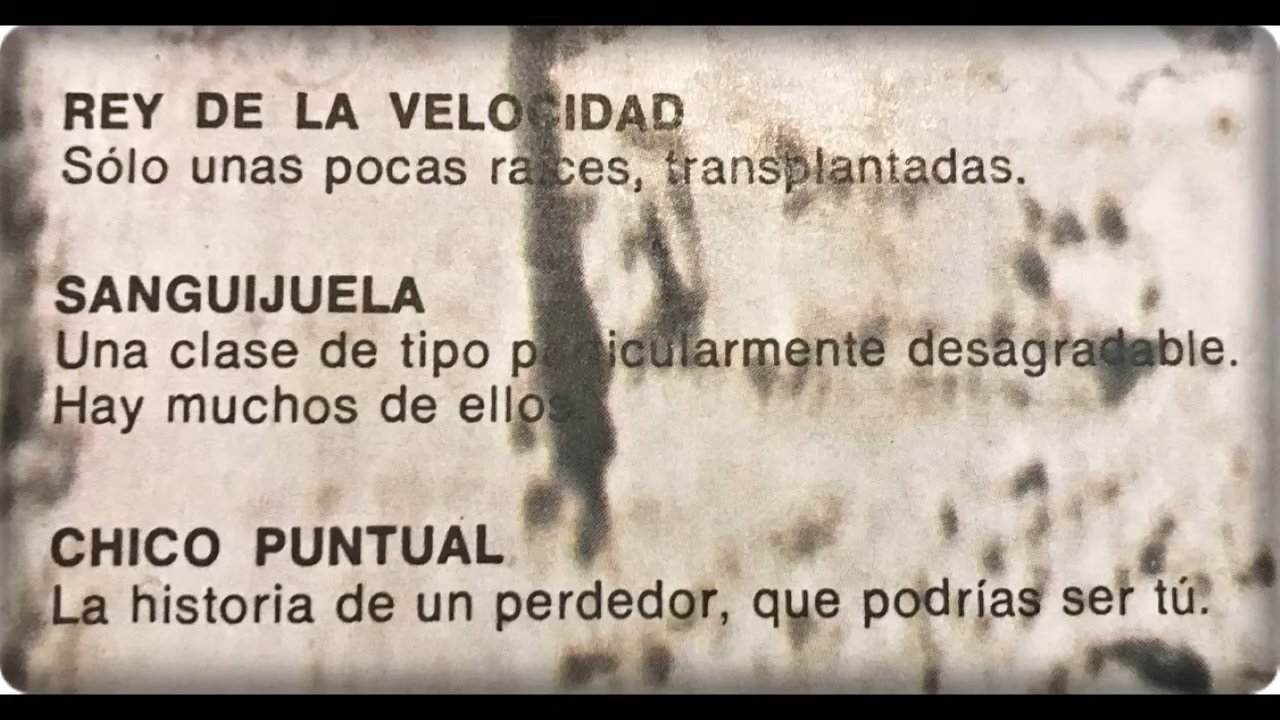 REY DE LA VELOCIDAD
Sólo unas pocas raíces, transplantadas.
SANGUIJUELA
Una clase de tipo particularmente desagradable.
Hay muchos de ellos.
CHICO PUNTUAL
La historia de un perdedor, que podrías ser tú.